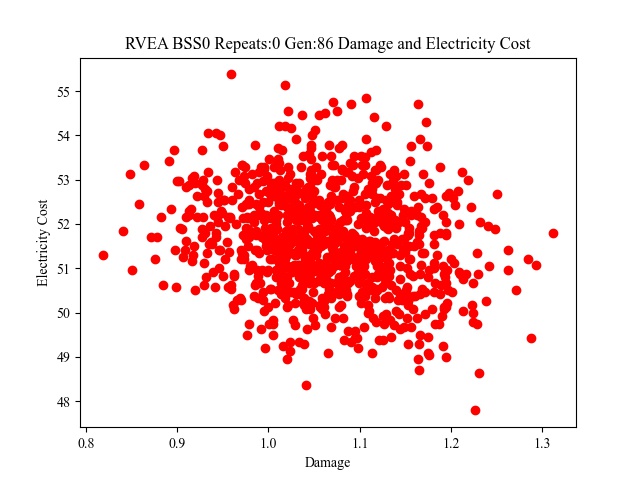 RVEA BSS0 Repeats:0 Gen:86 Damage and Electricity Cost
55
54
53
52
51
50
49
48
Electricity Cost
0.8 0.9 1.0 1.1 1.2 1.3
Damage